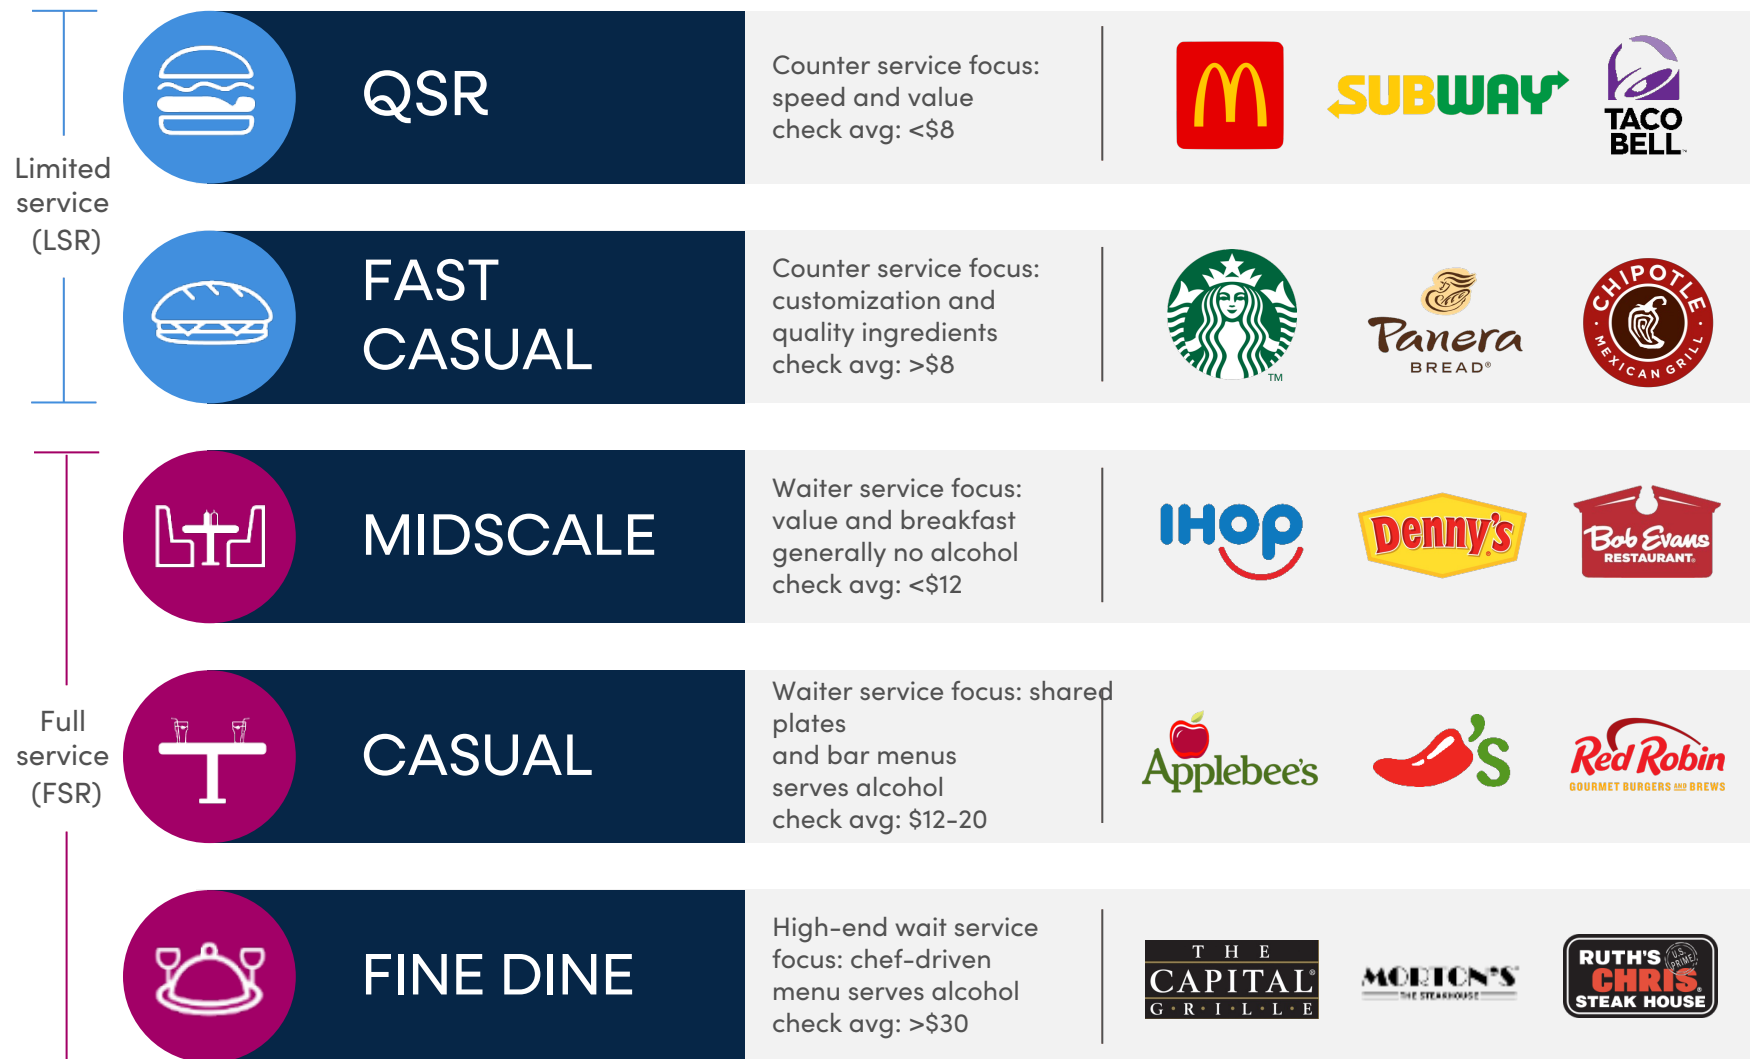 Limited
service
(LSR)
QSR
Counter service focus:
speed and value
check avg: <$8
SUBWAY
TACO
BELL™
FAST
CASUAL
Counter service focus:
customization and
quality ingredients
check avg: >$8
TM
Panera
BREAD®
CHIPOTLE
MEXICAN GRILL
MIDSCALE
Waiter service focus:
value and breakfast
generally no alcohol
check avg: <$12
IHOP
Denny's
Bob Evans
RESTAURANT®
Full
service
(FSR)
CASUAL
Waiter service focus: shared
plates
and bar menus
serves alcohol
check avg: $12-20
Applebee's
'S
Red Robin
GOURMET BURGERS AND BREWS
FINE DINE
High-end wait service
focus: chef-driven
menu serves alcohol
check avg: >$30
THE
CAPITAL®
G·R·I·L·L·E
MORTON'S
THE STEAKHOUSE
RUTH'S
U.S.
PRIME
CHRIS®
STEAK HOUSE